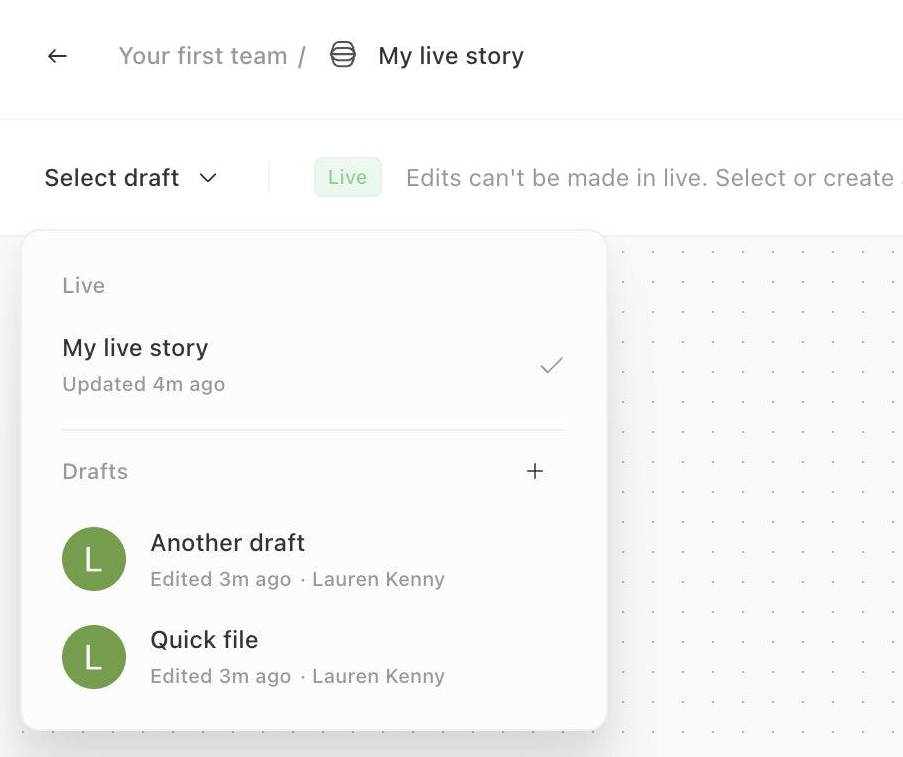 Your first team / My live story
Select draft Live Edits can't be made in live. Select or create
Live
My live story
Updated 4m ago
Drafts
L Another draft
Edited 3m ago · Lauren Kenny
L Quick file
Edited 3m ago · Lauren Kenny